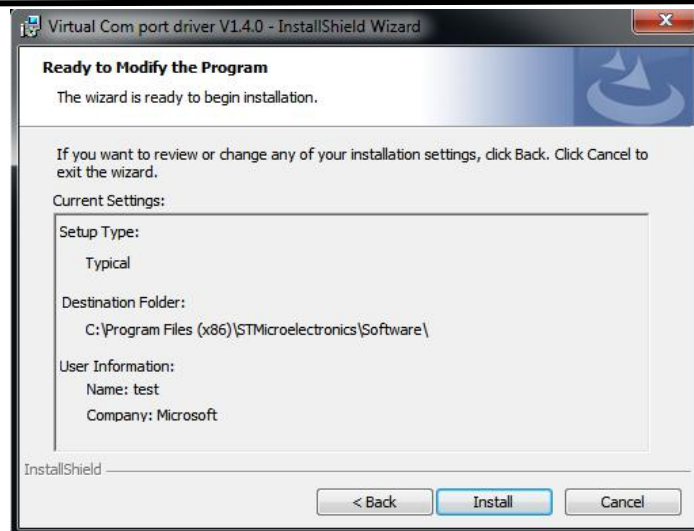 Virtual Com port driver V1.4.0 - InstallShield Wizard
Ready to Modify the Program
The wizard is ready to begin installation.
If you want to review or change any of your installation settings, click Back. Click Cancel to
exit the wizard.
Current Settings:
Setup Type:
Typical
Destination Folder:
C:\Program Files (x86)\STMicroelectronics\Software\
User Information:
Name: test
Company: Microsoft
InstallShield
< Back
Install
Cancel